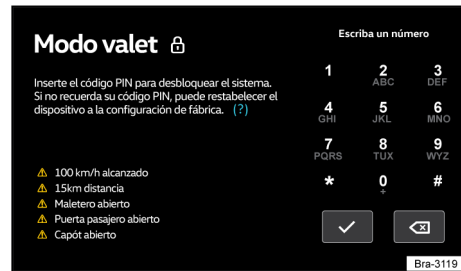 Modo valet
Inserte el código PIN para desbloquear el sistema.
Si no recuerda su código PIN, puede restabelecer el
dispositivo a la configuración de fábrica. (?)
100 km/h alcanzado
15km distancia
Maletero abierto
Puerta pasajero abierto
Capót abierto
Escriba un número
1 2 3
ABC DEF
4 5 6
GHI JKL MNO
7 8 9
PQRS TUX WYZ
* 0 #
+
Bra-3119